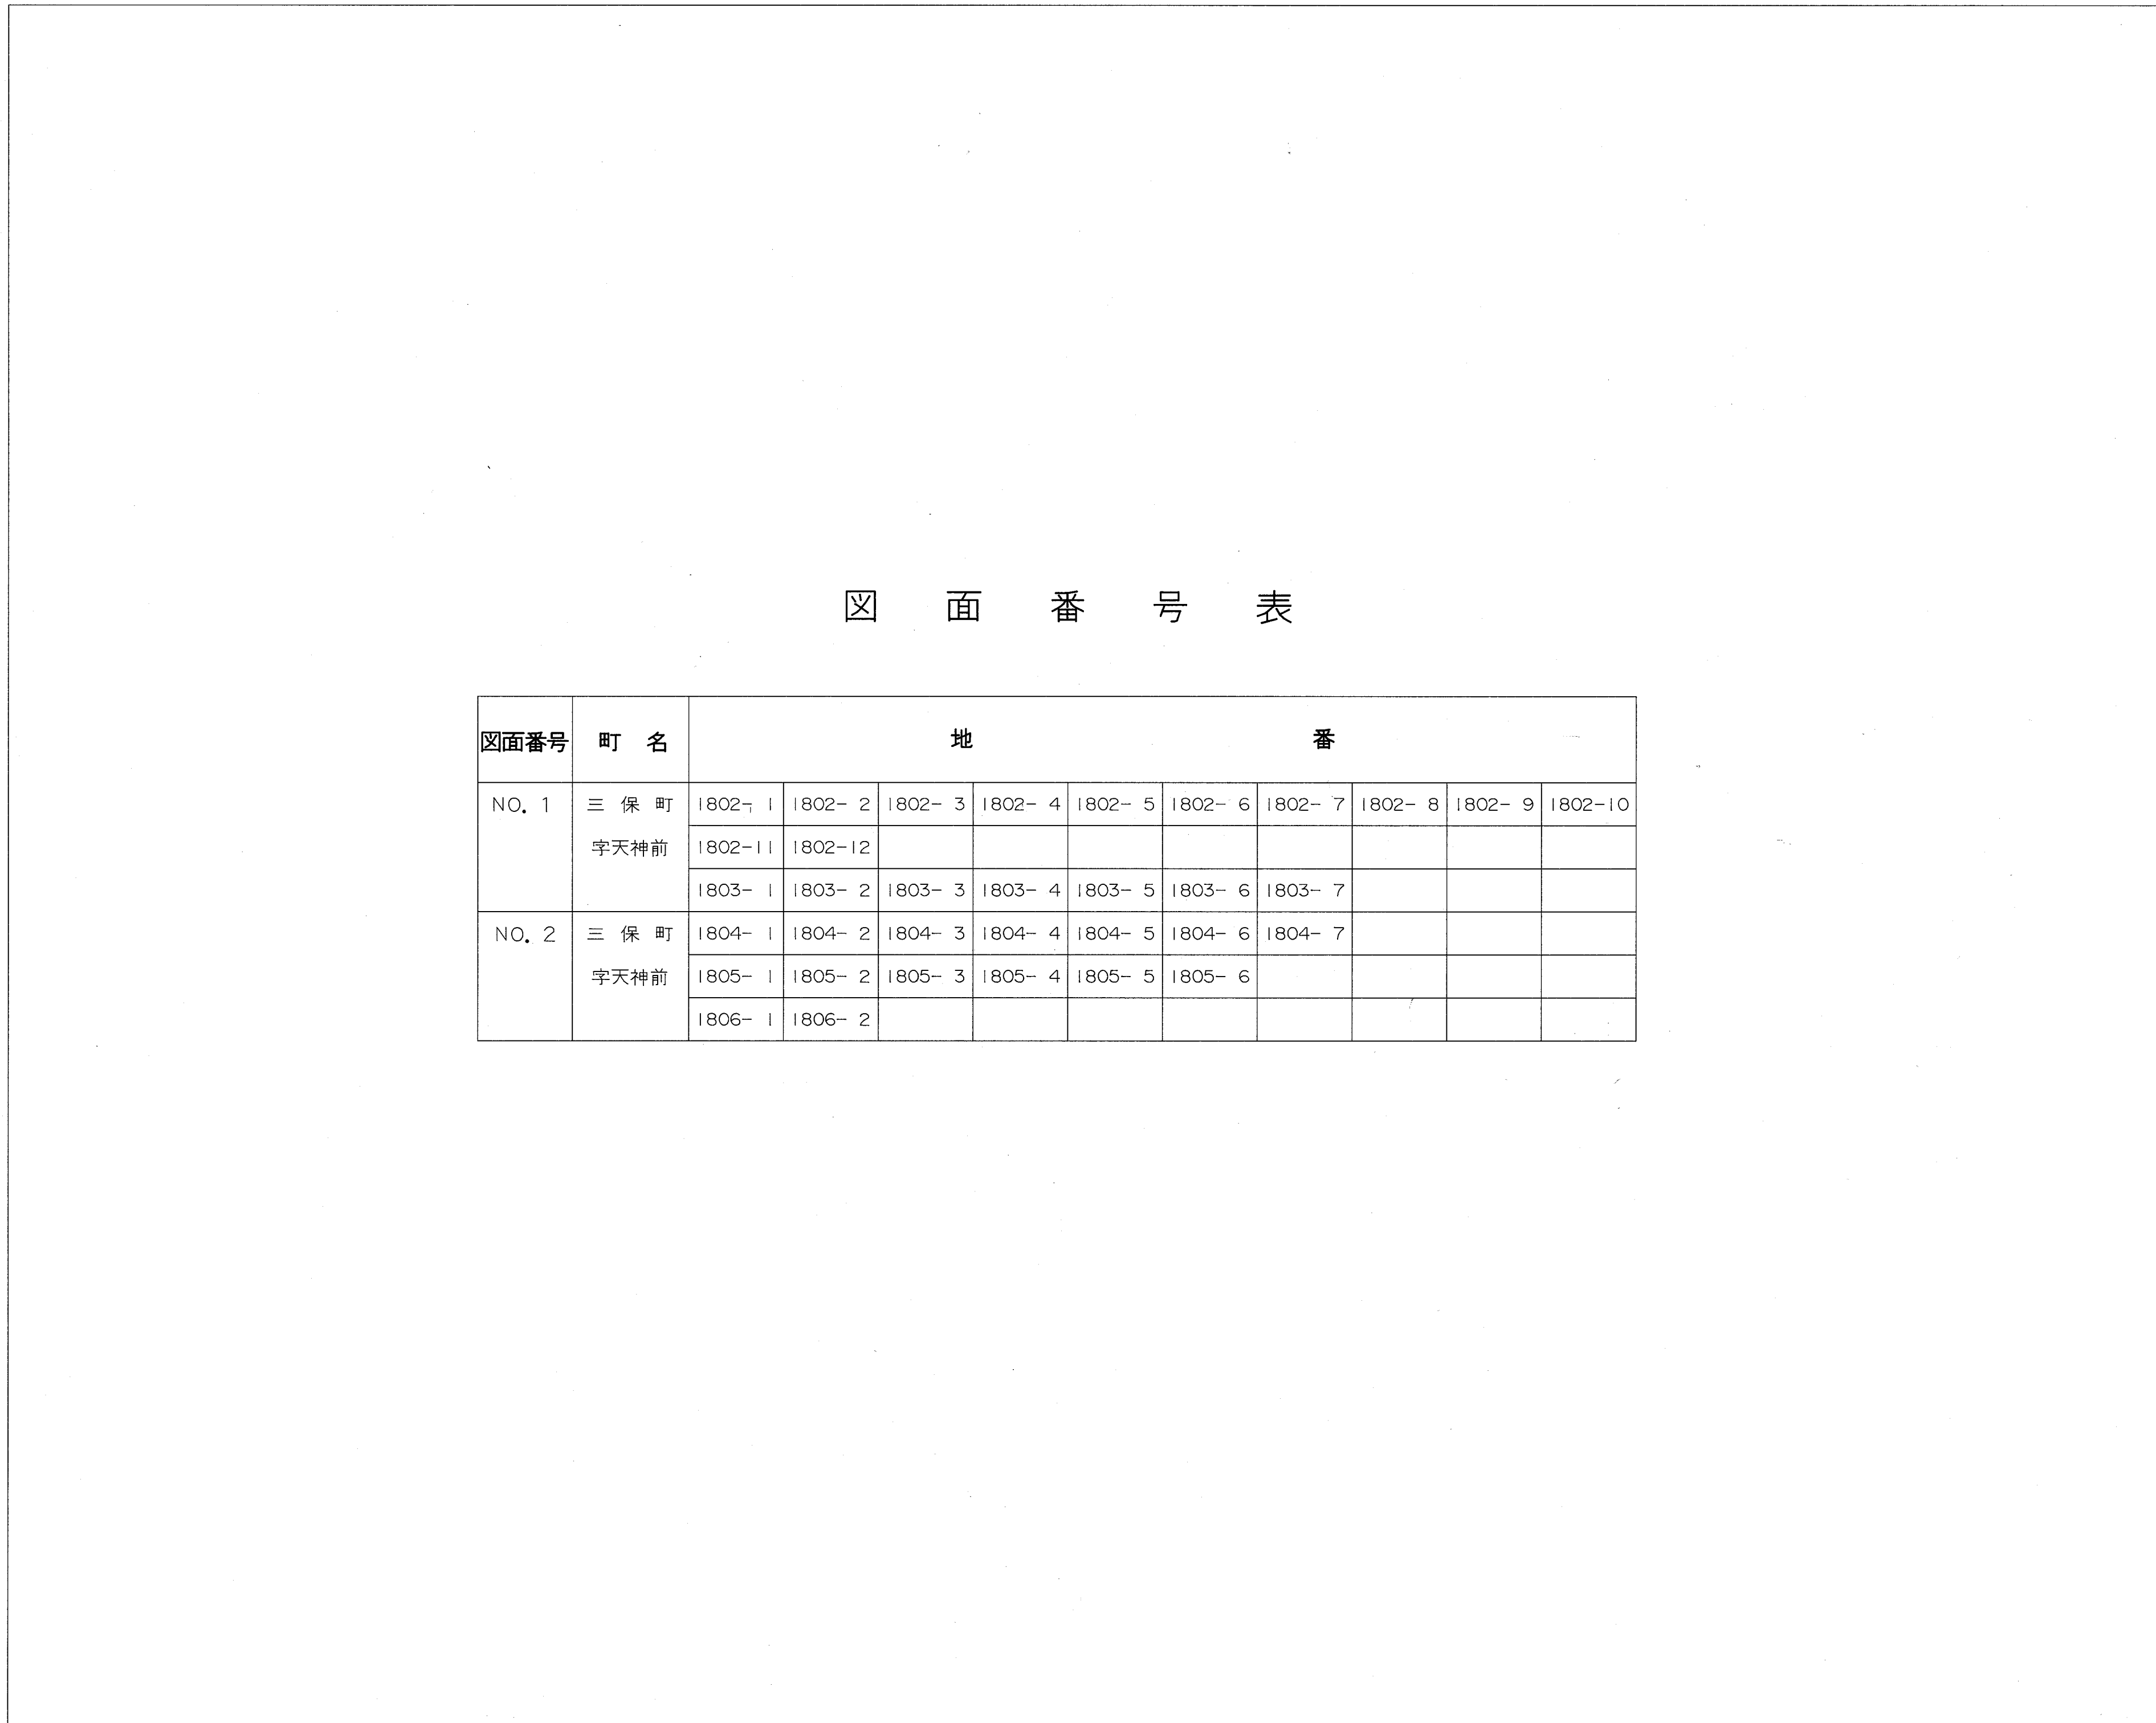 図面番号表
図面番号 町名 地番
NO. 1 三保町 1802- 1 1802- 2 1802- 3 1802- 4 1802- 5 1802- 6 1802- 7 1802- 8 1802- 9 1802-10
字天神前 1802-11 1802-12
1803- 1 1803- 2 1803- 3 1803- 4 1803- 5 1803- 6 1803- 7
NO. 2 三保町 1804- 1 1804- 2 1804- 3 1804- 4 1804- 5 1804- 6 1804- 7
字天神前 1805- 1 1805- 2 1805- 3 1805- 4 1805- 5 1805- 6
1806- 1 1806- 2